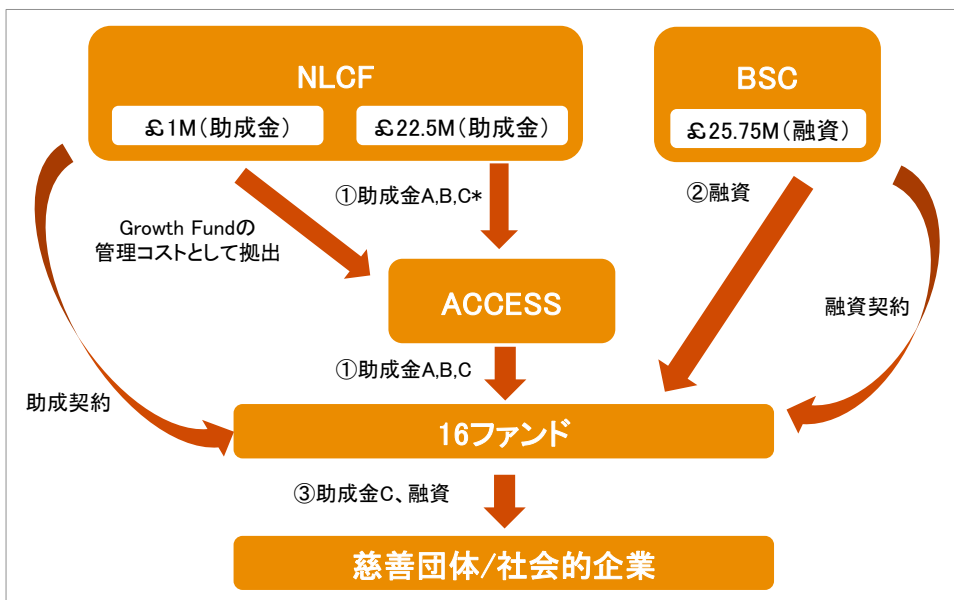 NLCF
£1M(助成金)
£22.5M(助成金)
BSC
£25.75M(融資)
①助成金A,B,C*
②融資
Growth Fundの
管理コストとして拠出
ACCESS
融資契約
①助成金A,B,C
助成契約
16ファンド
③助成金C、融資
慈善団体/社会的企業